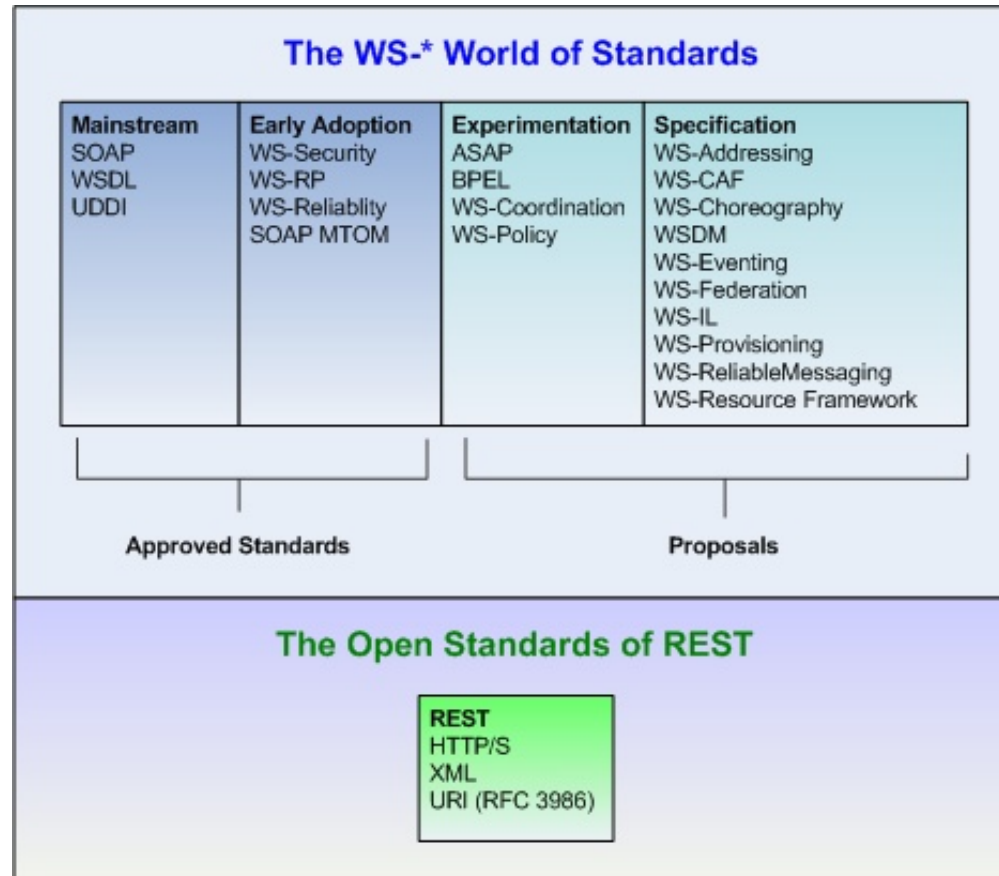 The WS-* World of Standards
Mainstream
SOAP
WSDL
UDDI
Early Adoption
WS-Security
WS-RP
WS-Reliablity
SOAP MTOM
Experimentation
ASAP
BPEL
WS-Coordination
WS-Policy
Specification
WS-Addressing
WS-CAF
WS-Choreography
WSDM
WS-Eventing
WS-Federation
WS-IL
WS-Provisioning
WS-ReliableMessaging
WS-Resource Framework
Approved Standards
Proposals
The Open Standards of REST
REST
HTTP/S
XML
URI (RFC 3986)